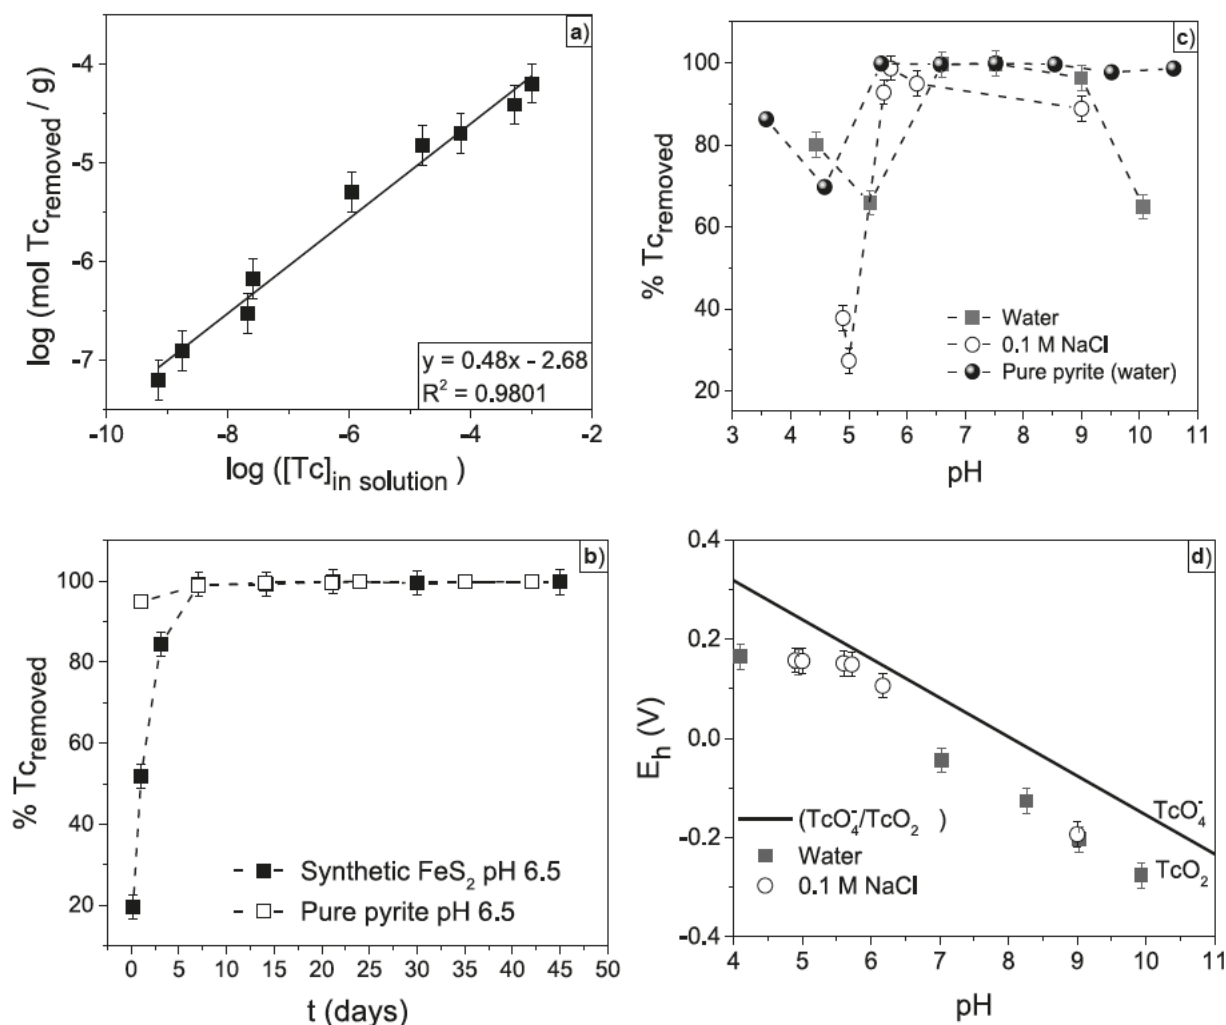 a)
log (mol Tc removed / g)
-4
-5
-6
-7
y = 0.48x - 2.68
R² = 0.9801
-10 -8 -6 -4 -2
log ([Tc] in solution )
c)
% Tc removed
100
80
60
40
20
Water
0.1 M NaCl
Pure pyrite (water)
3 4 5 6 7 8 9 10 11
pH
b)
% Tc removed
100
80
60
40
20
Synthetic FeS₂ pH 6.5
Pure pyrite pH 6.5
0 5 10 15 20 25 30 35 40 45 50
t (days)
d)
E_h (V)
0.4
0.2
0.0
-0.2
-0.4
TcO₄⁻
TcO₂
(TcO₄⁻/TcO₂ )
Water
0.1 M NaCl
4 5 6 7 8 9 10 11
pH